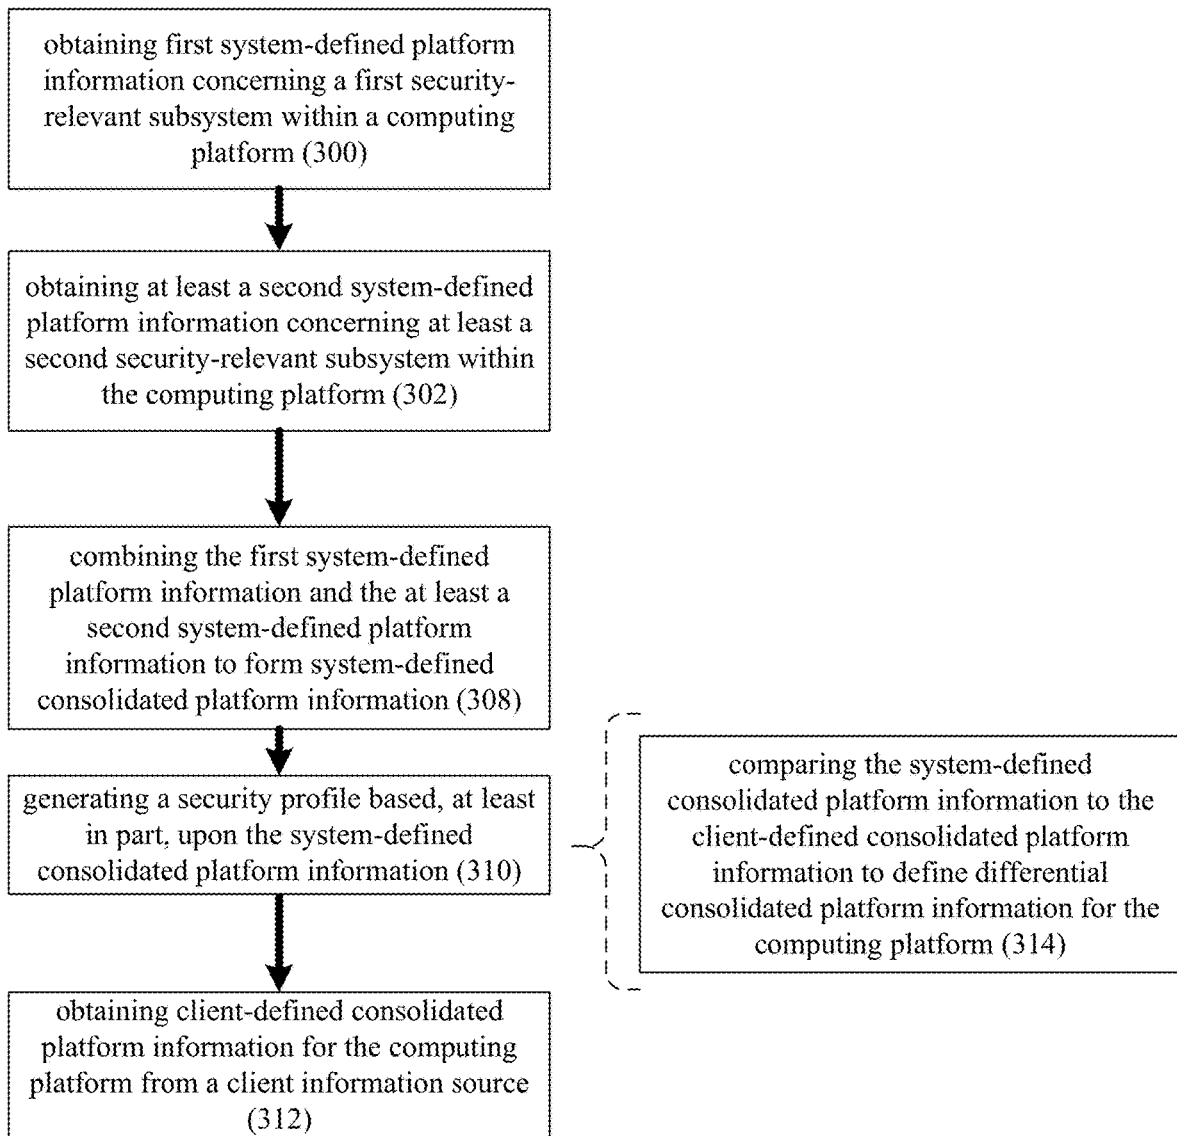 obtaining first system-defined platform
information concerning a first security-
relevant subsystem within a computing
platform (300)
obtaining at least a second system-defined
platform information concerning at least a
second security-relevant subsystem within
the computing platform (302)
combining the first system-defined
platform information and the at least a
second system-defined platform
information to form system-defined
consolidated platform information (308)
generating a security profile based, at least
in part, upon the system-defined
consolidated platform information (310)
comparing the system-defined
consolidated platform information to the
client-defined consolidated platform
information to define differential
consolidated platform information for the
computing platform (314)
obtaining client-defined consolidated
platform information for the computing
platform from a client information source
(312)